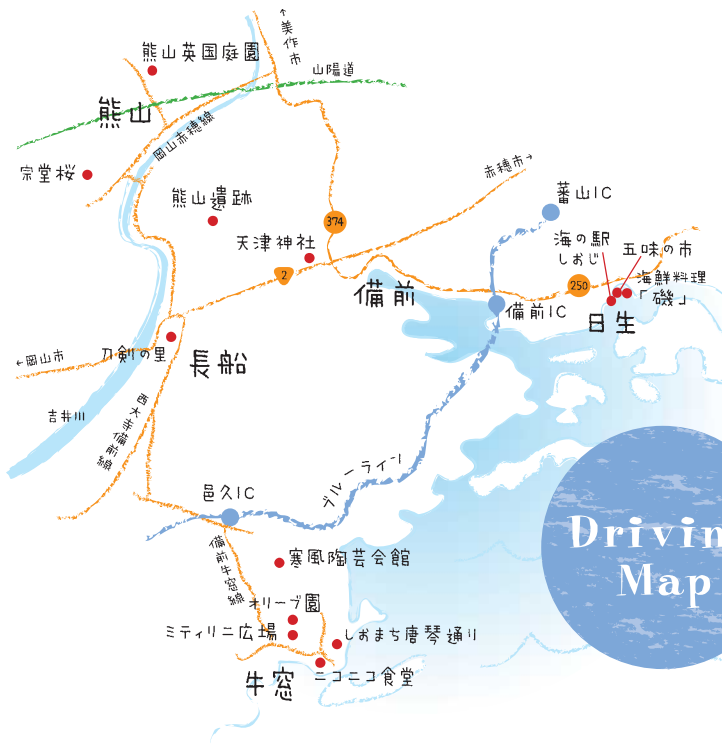 ↑美作市
熊山英国庭園
山陽道
熊山
岡山赤穂線
赤穂市→
宗堂桜
熊山遺跡
蕃山IC
374
天津神社
海の駅
しおじ
五味の市
2
備前
250
海鮮料理
「磯」
備前IC
日生
←岡山市
刀剣の里
長船
吉井川
西大寺備前線
ブルーライン
邑久IC
Drivin
Map
備前牛窓線
寒風陶芸会館
オリーブ園
ミティリニ広場
しおまち唐琴通り
牛窓
ニコニコ食堂